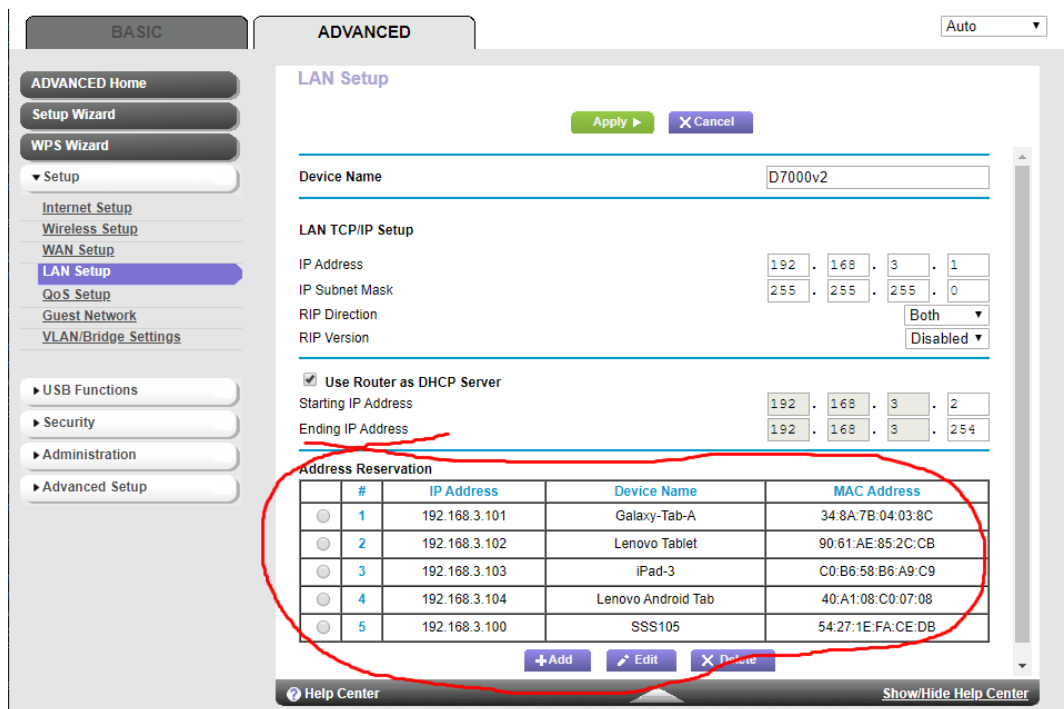 BASIC
ADVANCED
Auto
ADVANCED Home
Setup Wizard
WPS Wizard
Setup
Internet Setup
Wireless Setup
WAN Setup
LAN Setup
QoS Setup
Guest Network
VLAN/Bridge Settings
USB Functions
Security
Administration
Advanced Setup
LAN Setup
Apply
Cancel
Device Name D7000v2
LAN TCP/IP Setup
IP Address 192 . 168 . 3 . 1
IP Subnet Mask 255 . 255 . 255 . 0
RIP Direction Both
RIP Version Disabled
Use Router as DHCP Server
Starting IP Address 192 . 168 . 3 . 2
Ending IP Address 192 . 168 . 3 . 254
Address Reservation
# IP Address Device Name MAC Address
1 192.168.3.101 Galaxy-Tab-A 34:8A:7B:04:03:8C
2 192.168.3.102 Lenovo Tablet 90:61:AE:85:2C:CB
3 192.168.3.103 iPad-3 C0:B6:58:B6:A9:C9
4 192.168.3.104 Lenovo Android Tab 40:A1:08:C0:07:08
5 192.168.3.100 SSS105 54:27:1E:FA:CE:DB
Add Edit Delete
Help Center Show/Hide Help Center